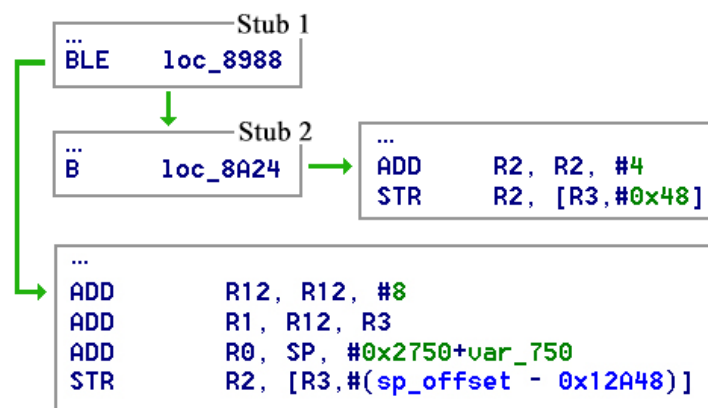 Stub 1
...
BLE loc_8988
Stub 2
...
B loc_8A24
...
ADD R2, R2, #4
STR R2, [R3,#0x48]
...
ADD R12, R12, #8
ADD R1, R12, R3
ADD R0, SP, #0x2750+var_750
STR R2, [R3,#(sp_offset - 0x12A48)]